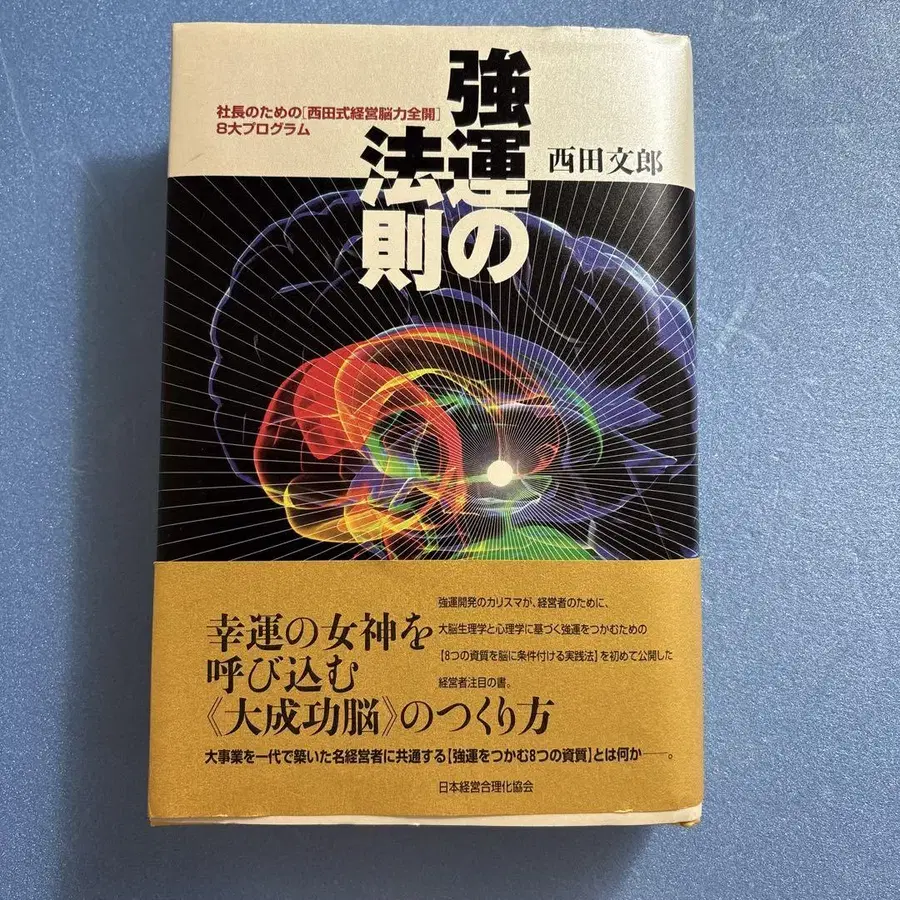 強運の
法則
社長のための[西田式経営脳力全開]
8大プログラム
西田文郎
幸運の女神を
呼び込む
《大成功脳》のつくり方
強運開発のカリスマが、経営者のために、
大脳生理学と心理学に基づく強運をつかむための
【8つの資質を脳に条件付ける実践法】を初めて公開した
経営者注目の書。
大事業を一代で築いた名経営者に共通する【強運をつかむ8つの資質】とは何か――。
日本経営合理化協会